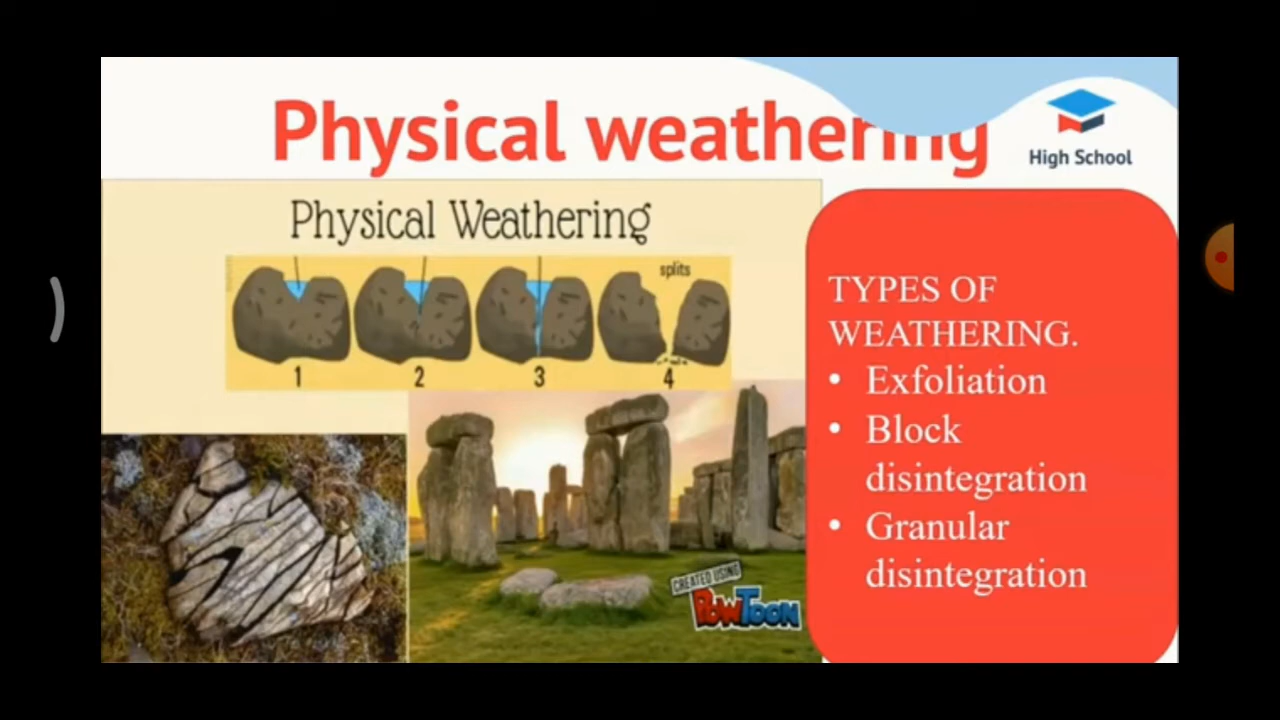 Physical weathering
High School
Physical Weathering
splits
1 2 3 4
TYPES OF
WEATHERING.
• Exfoliation
• Block
disintegration
• Granular
disintegration
CREATED USING
POWTOON